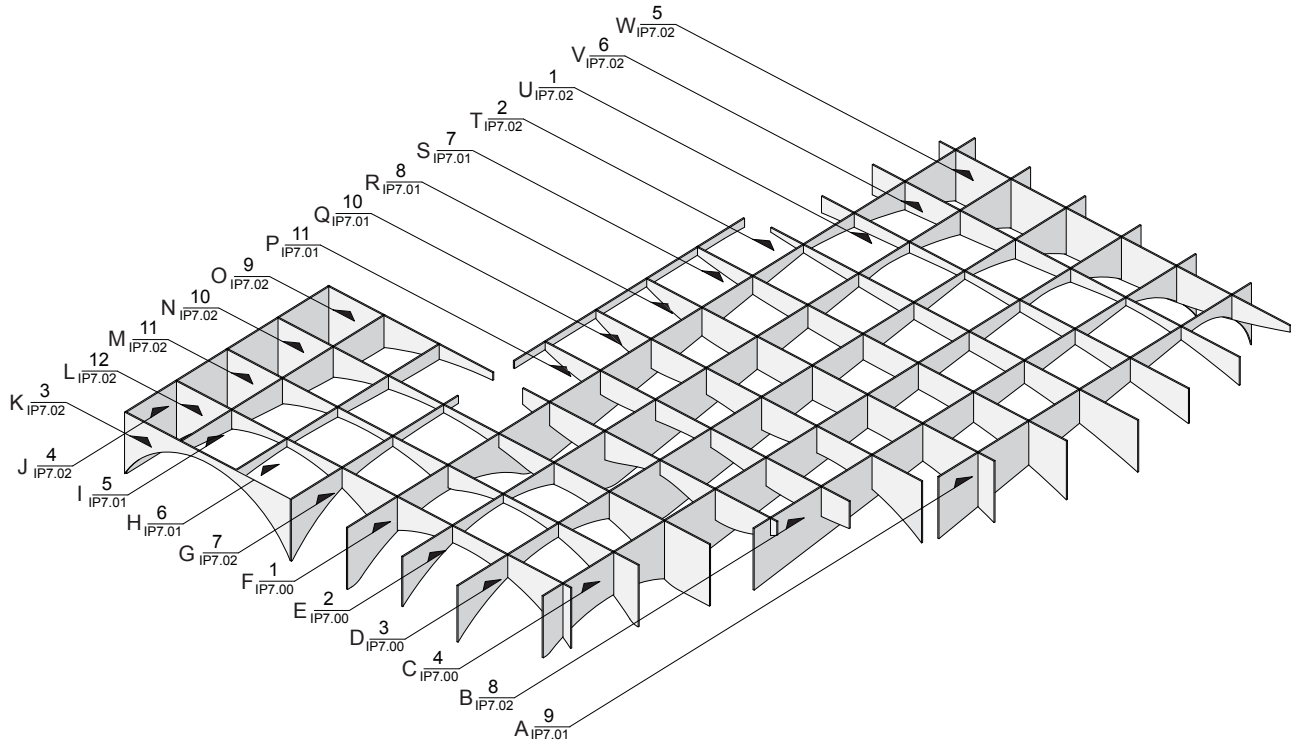 W 5
IP7.02
V 6
IP7.02
U 1
IP7.02
T 2
IP7.02
S 7
IP7.01
R 8
IP7.01
Q 10
IP7.01
P 11
IP7.01
O 9
IP7.02
N 10
IP7.02
M 11
IP7.02
L 12
IP7.02
K 3
IP7.02
J 4
IP7.02
I 5
IP7.01
H 6
IP7.01
G 7
IP7.02
F 1
IP7.00
E 2
IP7.00
D 3
IP7.00
C 4
IP7.00
B 8
IP7.02
A 9
IP7.01